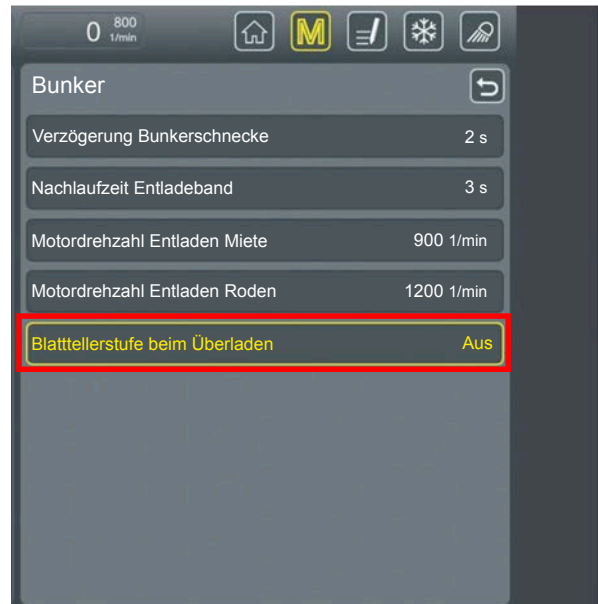 0 800 1/min M
Bunker
Verzögerung Bunkerschnecke 2 s
Nachlaufzeit Entladeband 3 s
Motordrehzahl Entladen Miete 900 1/min
Motordrehzahl Entladen Roden 1200 1/min
Blatttellerstufe beim Überladen Aus